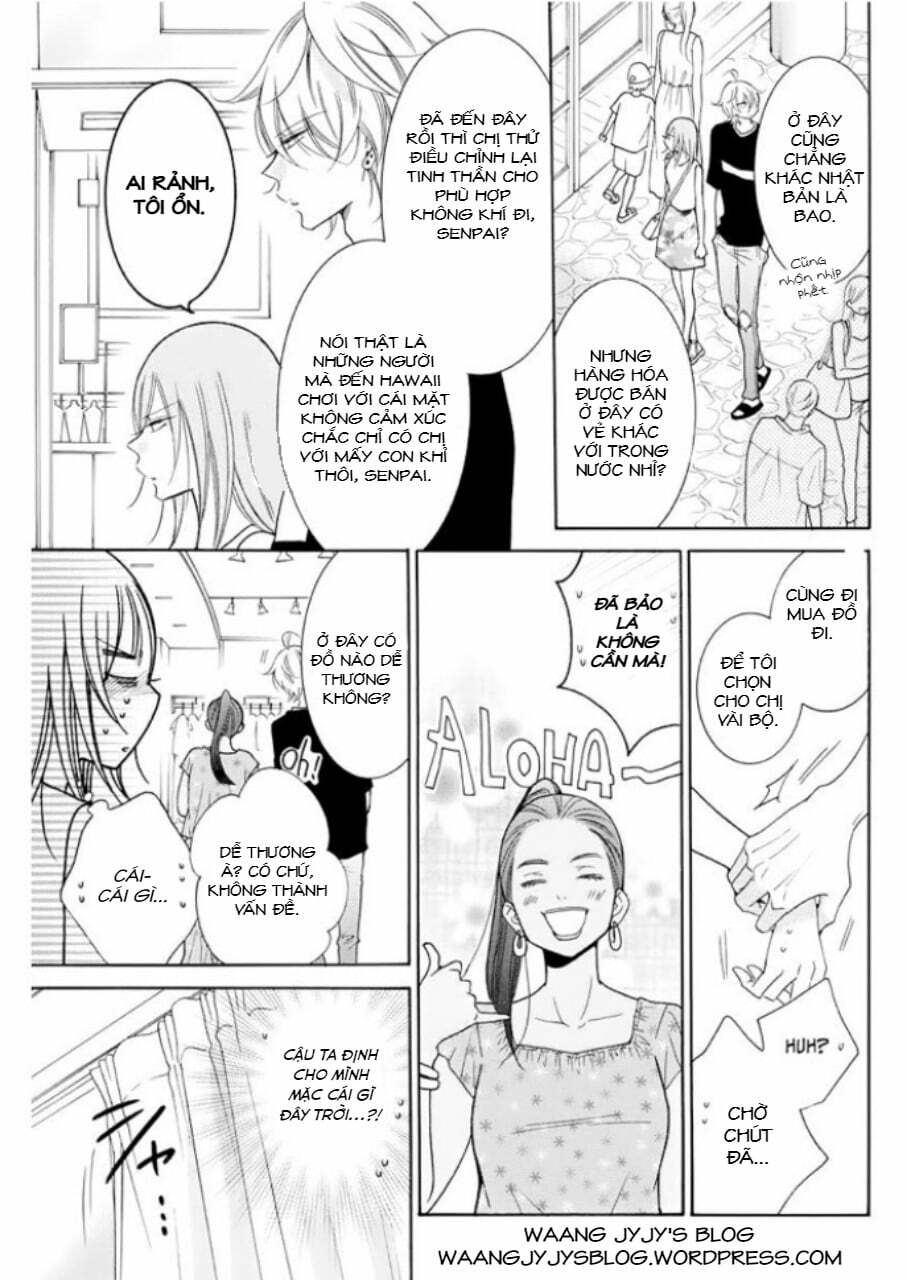 Ở ĐÂY
CŨNG
CHẲNG
KHÁC NHẬT
BẢN LÀ
BAO.
Cũng
nhộn nhịp
phết
NHƯNG
HÀNG HÓA
ĐƯỢC BÁN
Ở ĐÂY CÓ
VẺ KHÁC
VỚI TRONG
NƯỚC NHỈ?
ĐÃ ĐẾN ĐÂY
RỒI THÌ CHỊ THỬ
ĐIỀU CHỈNH LẠI
TINH THẦN CHO
PHÙ HỢP
KHÔNG KHÍ ĐI,
SENPAI?
AI RẢNH,
TÔI ỔN.
NÓI THẬT LÀ
NHỮNG NGƯỜI
MÀ ĐẾN HAWAII
CHƠI VỚI CÁI MẶT
KHÔNG CẢM XÚC
CHẮC CHỈ CÓ CHỊ
VỚI MẤY CON KHỈ
THÔI, SENPAI.
CÙNG ĐI
MUA ĐỒ
ĐI.
ĐỂ TÔI
CHỌN
CHO CHỊ
VÀI BỘ.
HUH?
CHỜ
CHÚT
ĐÃ...
ĐÃ BẢO
LÀ
KHÔNG
CẦN MÀ!
ALOHA
Ở ĐÂY CÓ
ĐỒ NÀO DỄ
THƯƠNG
KHÔNG?
Oh!
DỄ THƯƠNG
À? CÓ CHỨ,
KHÔNG THÀNH
VẤN ĐỀ.
CÁI-
CÁI GÌ...
CẬU TA ĐỊNH
CHO MÌNH
MẶC CÁI GÌ
ĐÂY TRỜI...?!
シャッ…
WAANG JYJY'S BLOG
WAANGJYJYSBLOG.WORDPRESS.COM